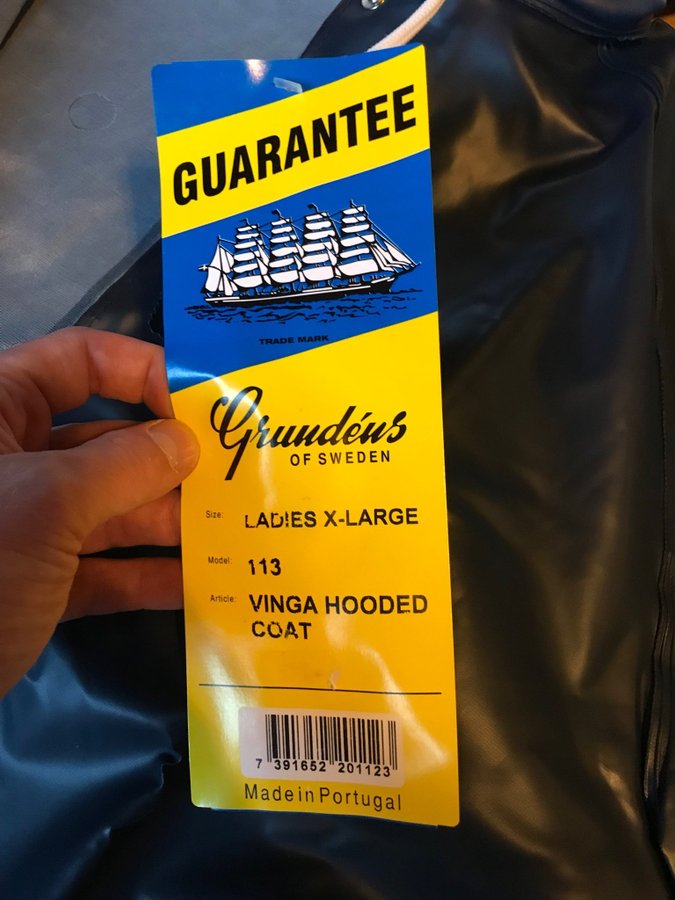 GUARANTEE
TRADE MARK
Grundéns
OF SWEDEN
Size: LADIES X-LARGE
Model: 113
Article: VINGA HOODED
COAT
7 391652 201123
Made in Portugal